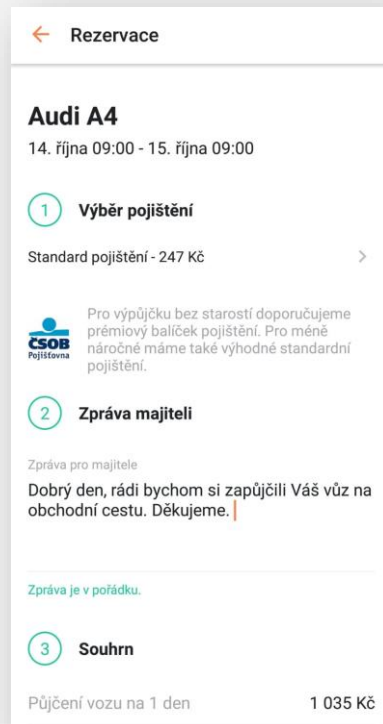 Rezervace
Audi A4
14. října 09:00 - 15. října 09:00
1 Výběr pojištění
Standard pojištění - 247 Kč
Pro výpůjčku bez starostí doporučujeme
prémiový balíček pojištění. Pro méně
náročné máme také výhodné standardní
pojištění.
ČSOB
Pojišťovna
2 Zpráva majiteli
Zpráva pro majitele
Dobrý den, rádi bychom si zapůjčili Váš vůz na
obchodní cestu. Děkujeme.
Zpráva je v pořádku.
3 Souhrn
Půjčení vozu na 1 den 1 035 Kč